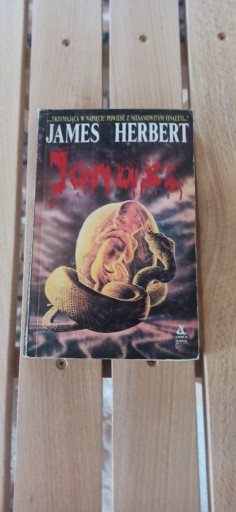 ...TRZYMAJĄCA W NAPIĘCIU POWIEŚĆ Z NIESAMOWITYM FINAŁEM..."
JAMES HERBERT
Jonasz